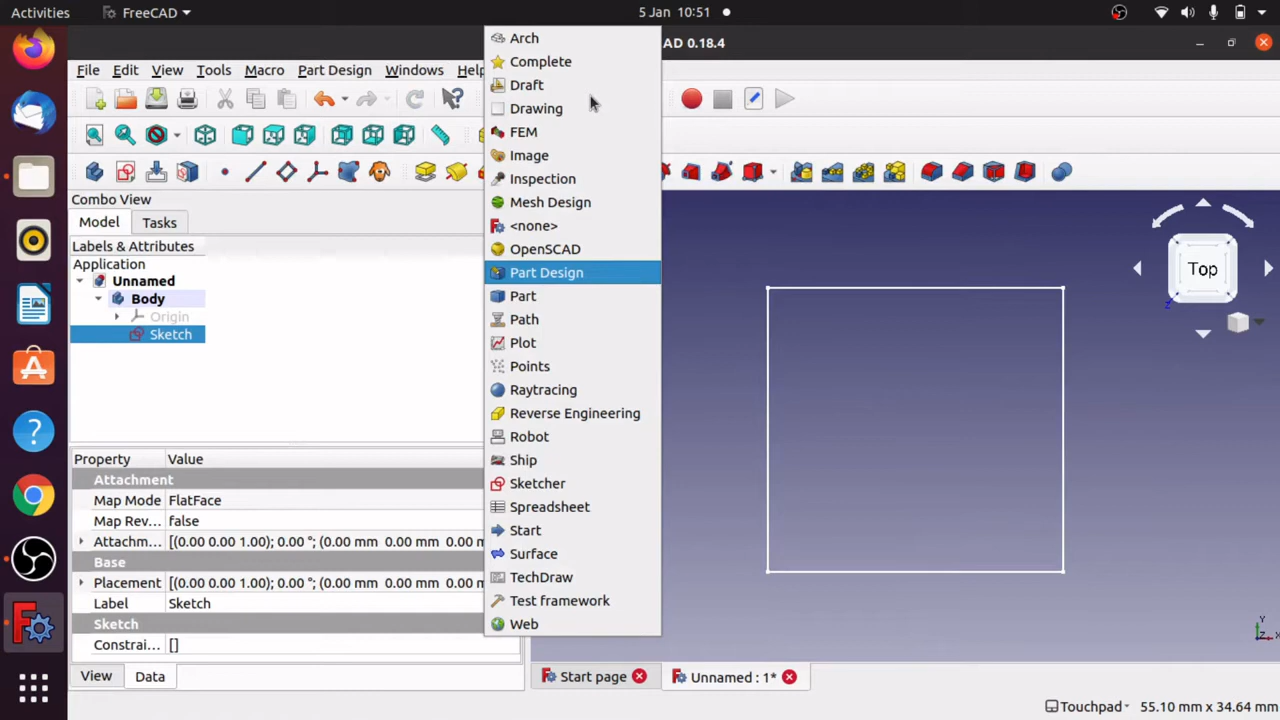 Activities
FreeCAD
5 Jan 10:51
AD 0.18.4
File
Edit
View
Tools
Macro
Part Design
Windows
Help
Arch
Complete
Draft
Drawing
FEM
Image
Inspection
Mesh Design
<none>
OpenSCAD
Part Design
Part
Path
Plot
Points
Raytracing
Reverse Engineering
Robot
Ship
Sketcher
Spreadsheet
Start
Surface
TechDraw
Test framework
Web
Combo View
Model
Tasks
Labels & Attributes
Application
Unnamed
Body
Origin
Sketch
Property Value
Attachment
Map Mode FlatFace
Map Rev... false
Attachm... [(0.00 0.00 1.00); 0.00 °; (0.00 mm 0.00 mm 0.00 m
Base
Placement [(0.00 0.00 1.00); 0.00 °; (0.00 mm 0.00 mm 0.00 m
Label Sketch
Sketch
Constrai... []
View
Data
Top
Z
Y
Z
X
Start page
Unnamed : 1*
Touchpad
55.10 mm x 34.64 mm